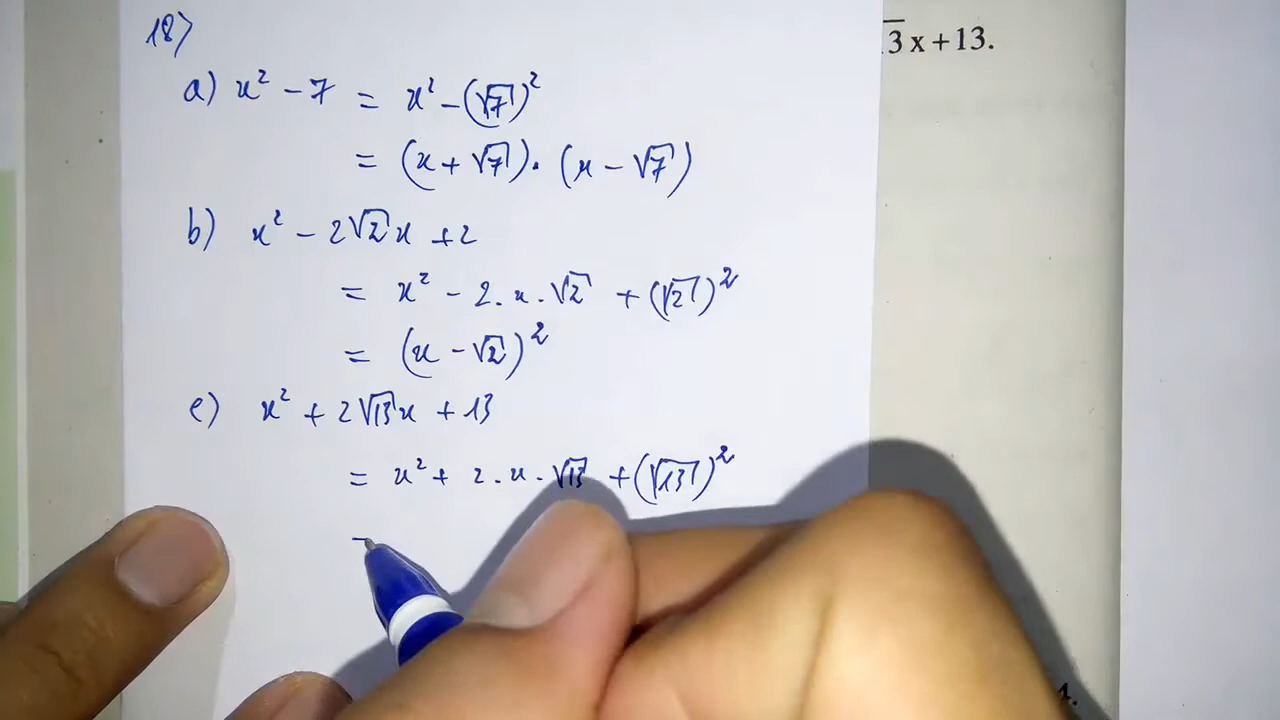 18)
√3x+13.
a) x² - 7 = x² - (√7)²
= (x + √7) . (x - √7)
b) x² - 2√2x + 2
= x² - 2. x . √2 + (√2)²
= (x - √2)²
c) x² + 2√13x + 13
= x² + 2 . x . √13 + (√13)²
4.